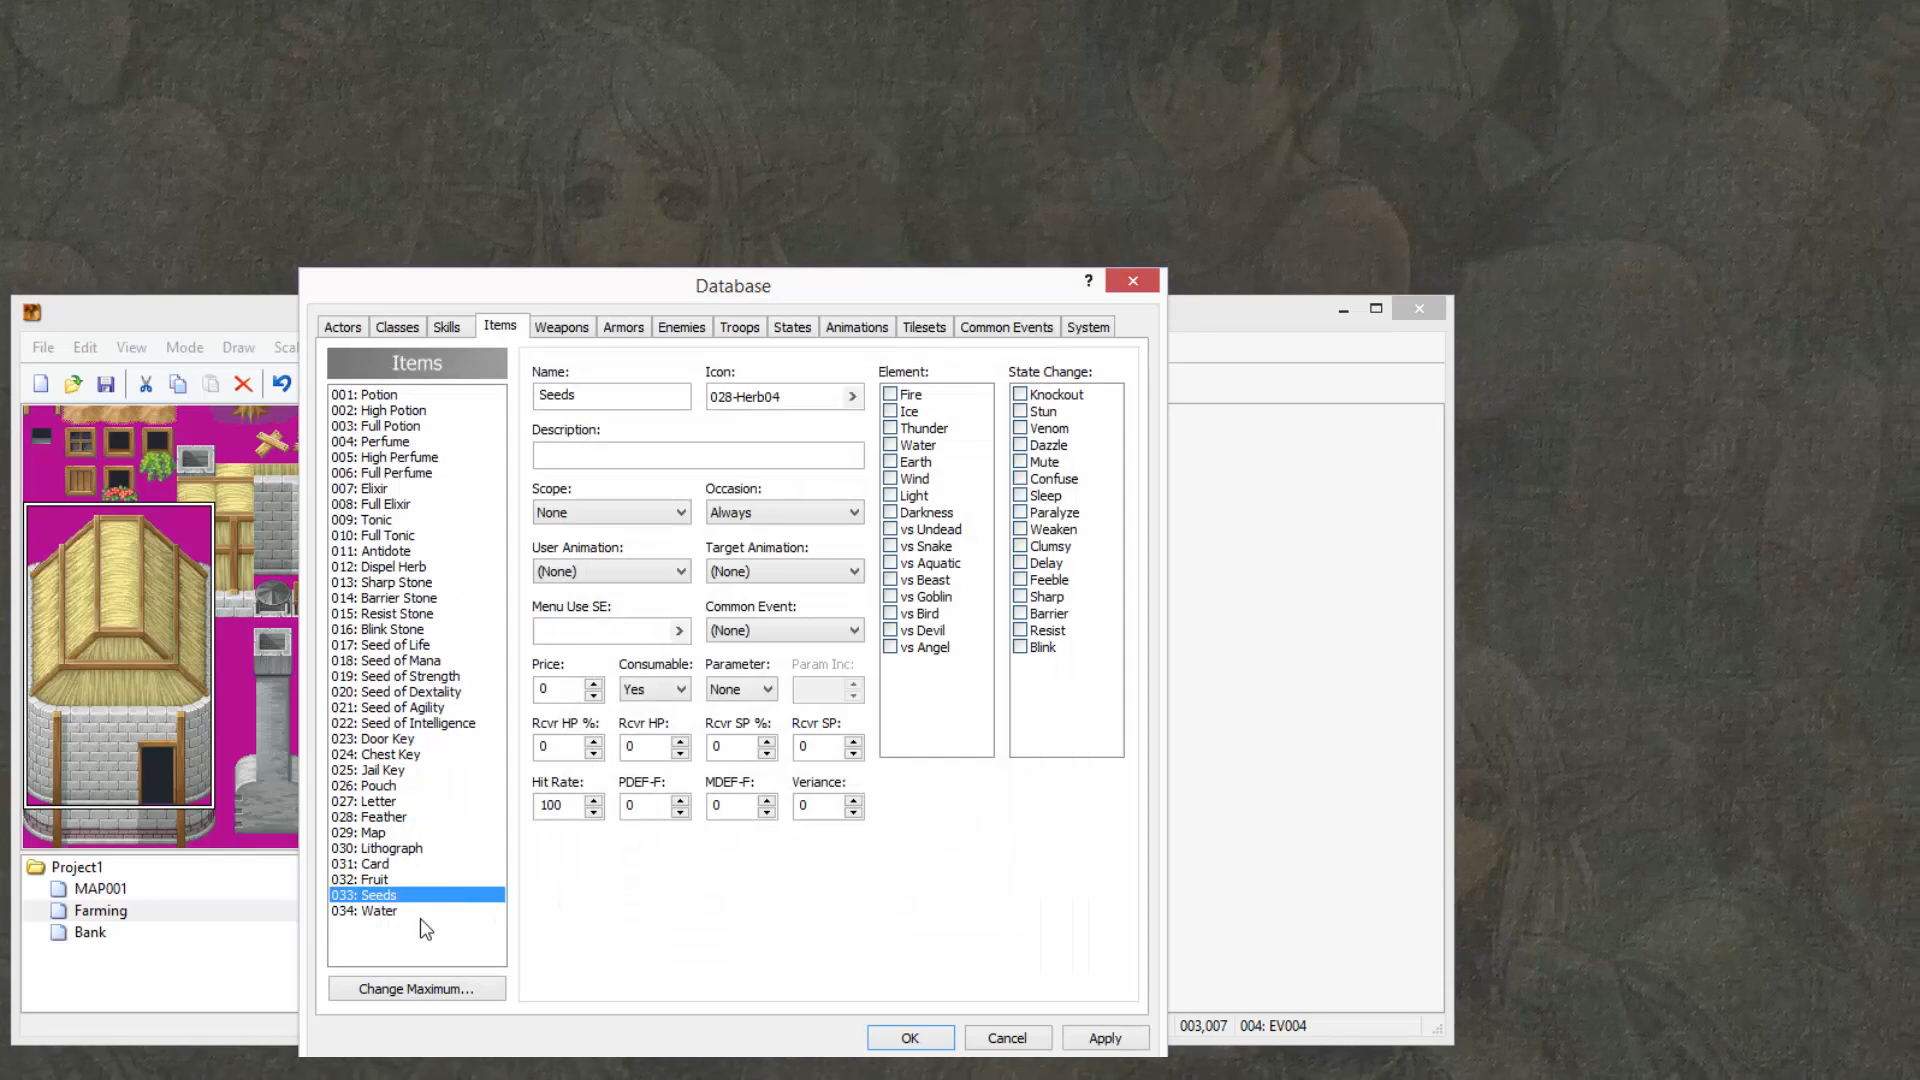 Database
?
Actors Classes Skills Items Weapons Armors Enemies Troops States Animations Tilesets Common Events System
File Edit View Mode Draw Scal
Items
001: Potion
002: High Potion
003: Full Potion
004: Perfume
005: High Perfume
006: Full Perfume
007: Elixir
008: Full Elixir
009: Tonic
010: Full Tonic
011: Antidote
012: Dispel Herb
013: Sharp Stone
014: Barrier Stone
015: Resist Stone
016: Blink Stone
017: Seed of Life
018: Seed of Mana
019: Seed of Strength
020: Seed of Dextality
021: Seed of Agility
022: Seed of Intelligence
023: Door Key
024: Chest Key
025: Jail Key
026: Pouch
027: Letter
028: Feather
029: Map
030: Lithograph
031: Card
032: Fruit
033: Seeds
034: Water
Change Maximum...
Name: Icon:
Seeds 028-Herb04
Description:
Scope: Occasion:
None Always
User Animation: Target Animation:
(None) (None)
Menu Use SE: Common Event:
(None)
Price: Consumable: Parameter: Param Inc:
0 Yes None
Rcvr HP %: Rcvr HP: Rcvr SP %: Rcvr SP:
0 0 0 0
Hit Rate: PDEF-F: MDEF-F: Veriance:
100 0 0 0
Element:
Fire
Ice
Thunder
Water
Earth
Wind
Light
Darkness
vs Undead
vs Snake
vs Aquatic
vs Beast
vs Goblin
vs Bird
vs Devil
vs Angel
State Change:
Knockout
Stun
Venom
Dazzle
Mute
Confuse
Sleep
Paralyze
Weaken
Clumsy
Delay
Feeble
Sharp
Barrier
Resist
Blink
Project1
MAP001
Farming
Bank
OK Cancel Apply
003,007 004: EV004